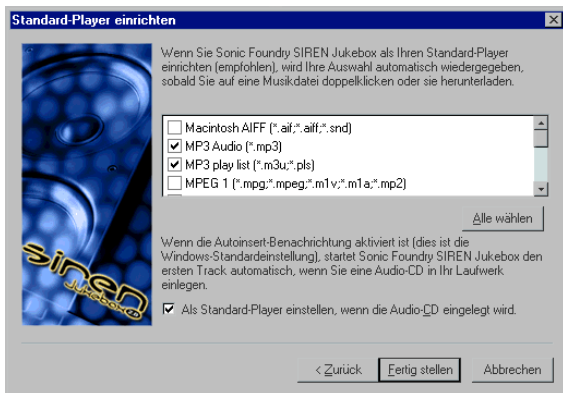 Standard-Player einrichten
Wenn Sie Sonic Foundry SIREN Jukebox als Ihren Standard-Player
einrichten (empfohlen), wird Ihre Auswahl automatisch wiedergegeben,
sobald Sie auf eine Musikdatei doppelklicken oder sie herunterladen.
Macintosh AIFF (*.aif;*.aiff;*.snd)
MP3 Audio (*.mp3)
MP3 play list (*.m3u;*.pls)
MPEG 1 (*.mpg;*.mpeg;*.m1v;*.m1a;*.mp2)
Alle wählen
Wenn die Autoinsert-Benachrichtung aktiviert ist (dies ist die
Windows-Standardeinstellung), startet Sonic Foundry SIREN Jukebox den
ersten Track automatisch, wenn Sie eine Audio-CD in Ihr Laufwerk
einlegen.
Als Standard-Player einstellen, wenn die Audio-CD eingelegt wird.
siren
JukeBox
< Zurück
Fertig stellen
Abbrechen